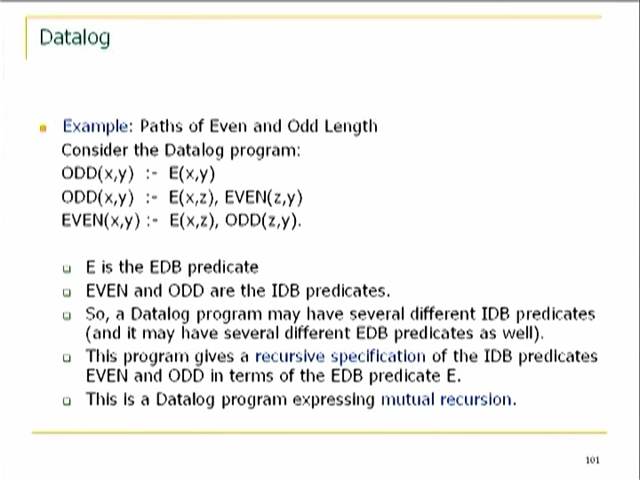 Datalog
Example: Paths of Even and Odd Length
Consider the Datalog program:
ODD(x,y) :- E(x,y)
ODD(x,y) :- E(x,z), EVEN(z,y)
EVEN(x,y) :- E(x,z), ODD(z,y).
E is the EDB predicate
EVEN and ODD are the IDB predicates.
So, a Datalog program may have several different IDB predicates
(and it may have several different EDB predicates as well).
This program gives a recursive specification of the IDB predicates
EVEN and ODD in terms of the EDB predicate E.
This is a Datalog program expressing mutual recursion.
101